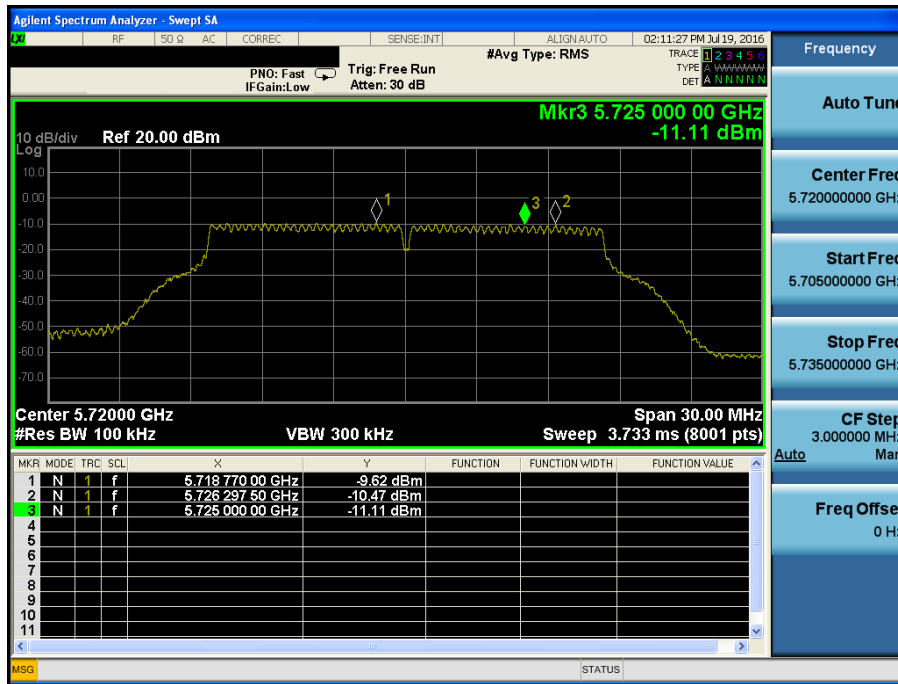 Agilent Spectrum Analyzer - Swept SA
LXI RF 50 Ω AC CORREC SENSE:INT ALIGN AUTO 02:11:27 PM Jul 19, 2016
#Avg Type: RMS TRACE 1 2 3 4 5 6
PNO: Fast Trig: Free Run TYPE A WWWWW
IFGain:Low Atten: 30 dB DET A N N N N N
Mkr3 5.725 000 00 GHz
10 dB/div Ref 20.00 dBm -11.11 dBm
Log
10.0
0.00
-10.0
-20.0
-30.0
-40.0
-50.0
-60.0
-70.0
1
3
2
Center 5.72000 GHz Span 30.00 MHz
#Res BW 100 kHz VBW 300 kHz Sweep 3.733 ms (8001 pts)
MKR MODE TRC SCL X Y FUNCTION FUNCTION WIDTH FUNCTION VALUE
1 N 1 f 5.718 770 00 GHz -9.62 dBm
2 N 1 f 5.726 297 50 GHz -10.47 dBm
3 N 1 f 5.725 000 00 GHz -11.11 dBm
4
5
6
7
8
9
10
11
MSG STATUS
Frequency
Auto Tune
Center Freq
5.720000000 GHz
Start Freq
5.705000000 GHz
Stop Freq
5.735000000 GHz
CF Step
3.000000 MHz
Auto Man
Freq Offset
0 Hz